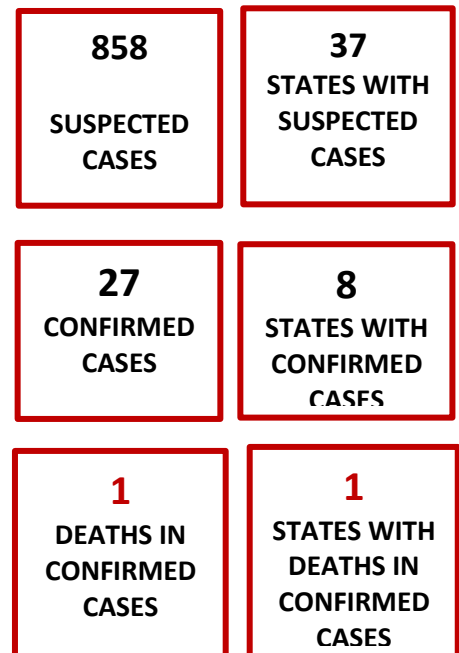 858
SUSPECTED
CASES
37
STATES WITH
SUSPECTED
CASES
27
CONFIRMED
CASES
8
STATES WITH
CONFIRMED
CASES
1
DEATHS IN
CONFIRMED
CASES
1
STATES WITH
DEATHS IN
CONFIRMED
CASES